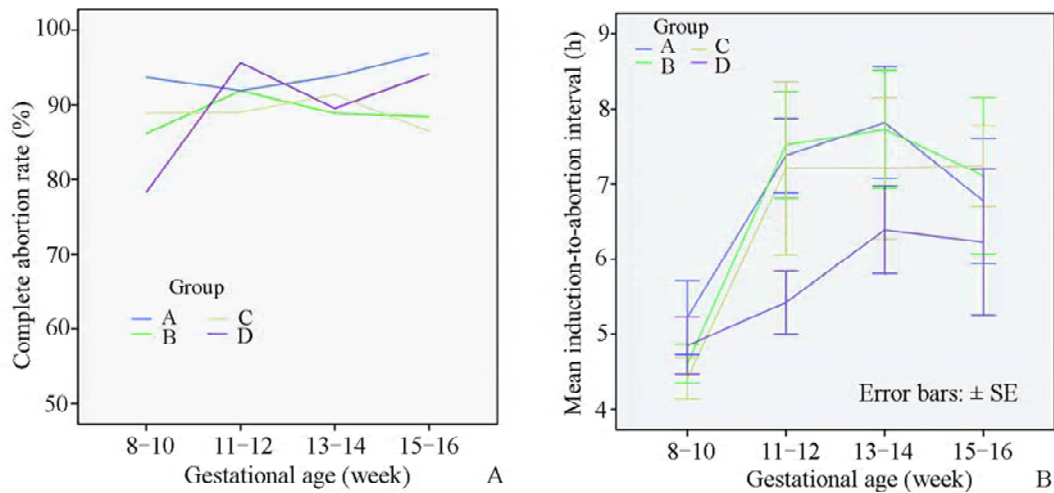 100
90
80
70
60
50
Complete abortion rate (%)
Group
A C
B D
8-10 11-12 13-14 15-16
Gestational age (week) A
9
8
7
6
5
4
Mean induction-to-abortion interval (h)
Group
A C
B D
Error bars: ± SE
8-10 11-12 13-14 15-16
Gestational age (week) B